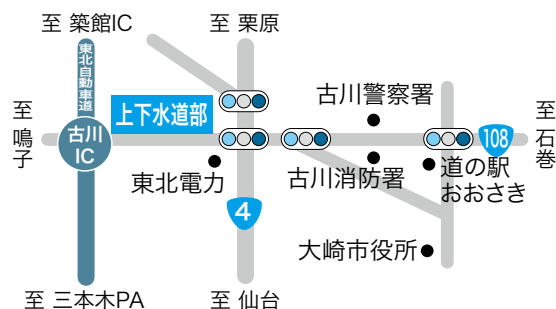 至 築館IC
至 栗原
東北自動車道
上下水道部
古川警察署
至 鳴子
古川
IC
108
至 石巻
東北電力
古川消防署
道の駅
おおさき
4
大崎市役所
至 三本木PA
至 仙台